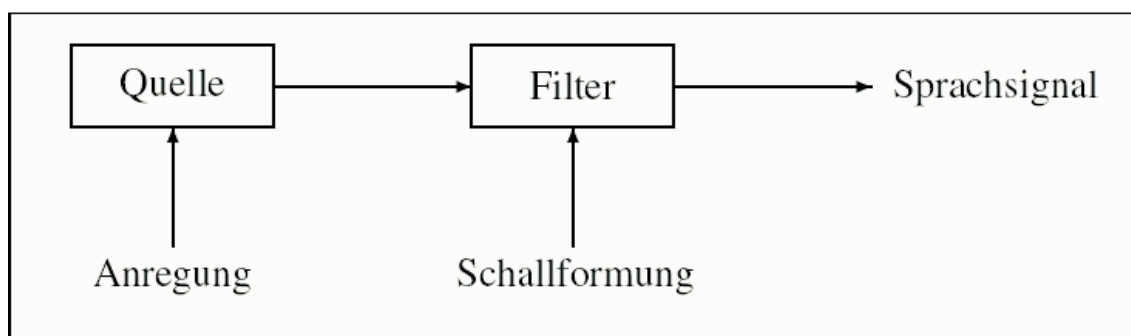 Quelle
Filter
Sprachsignal
Anregung
Schallformung